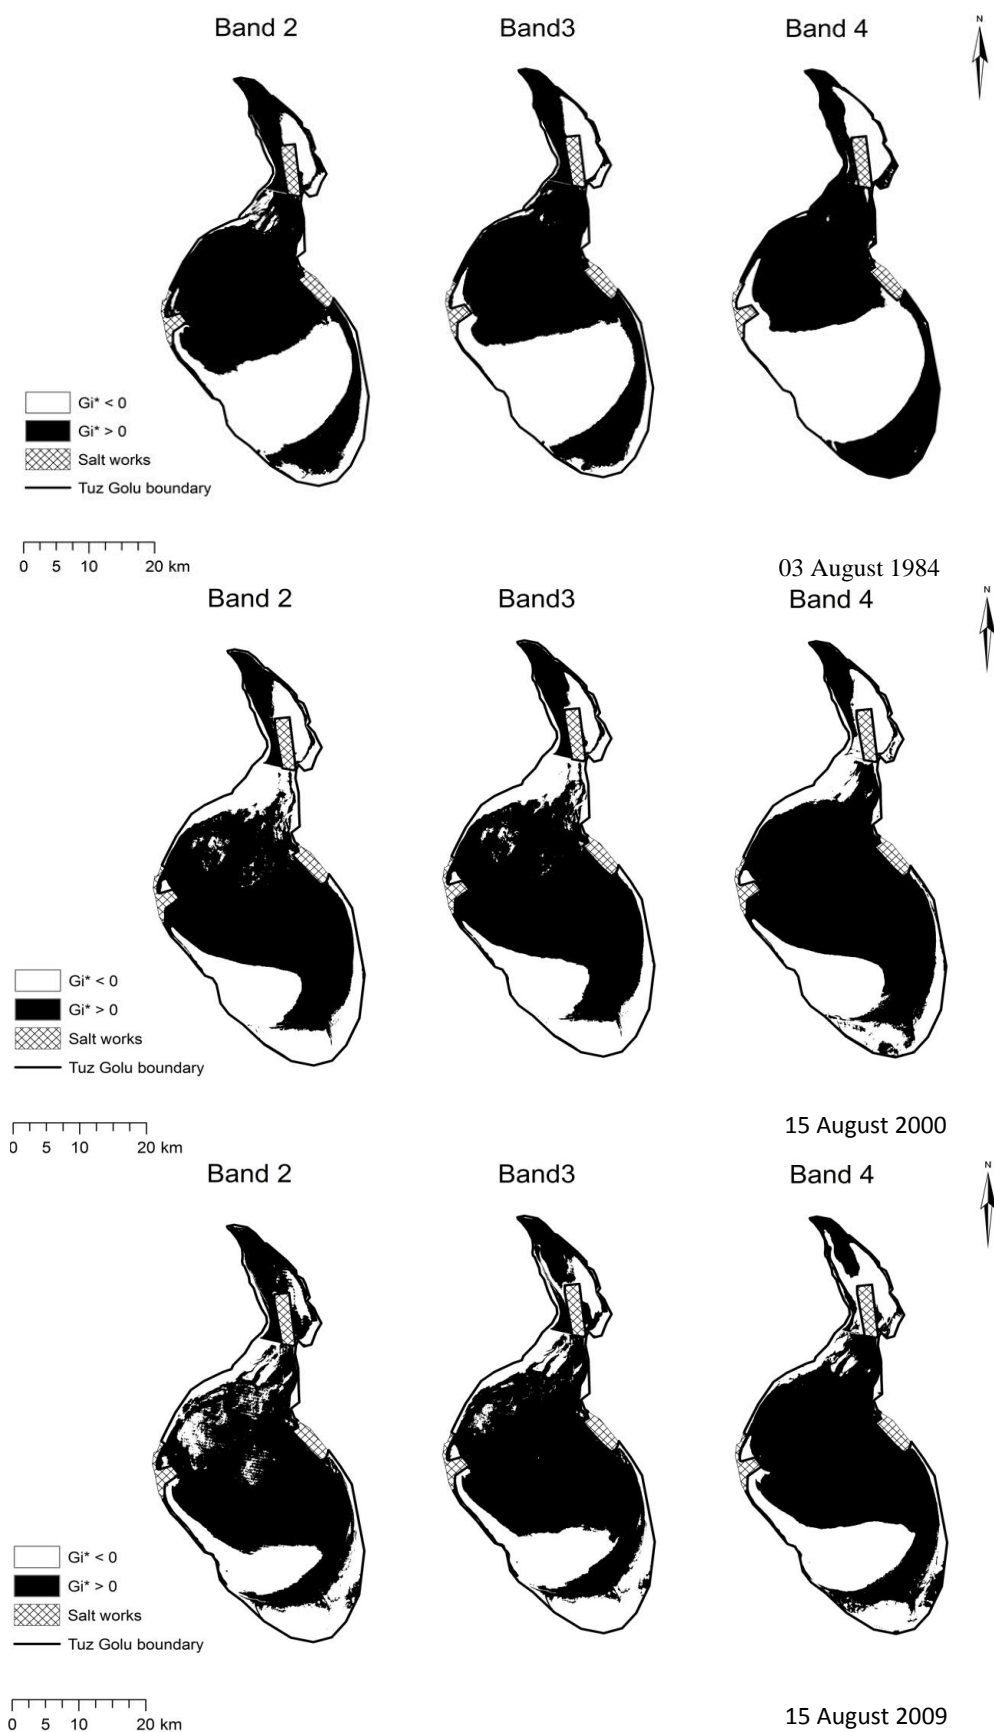 Band 2 Band3 Band 4
N
Gi* < 0
Gi* > 0
Salt works
Tuz Golu boundary
0 5 10 20 km
03 August 1984
Band 2 Band3 Band 4
N
Gi* < 0
Gi* > 0
Salt works
Tuz Golu boundary
0 5 10 20 km
15 August 2000
Band 2 Band3 Band 4
N
Gi* < 0
Gi* > 0
Salt works
Tuz Golu boundary
0 5 10 20 km
15 August 2009